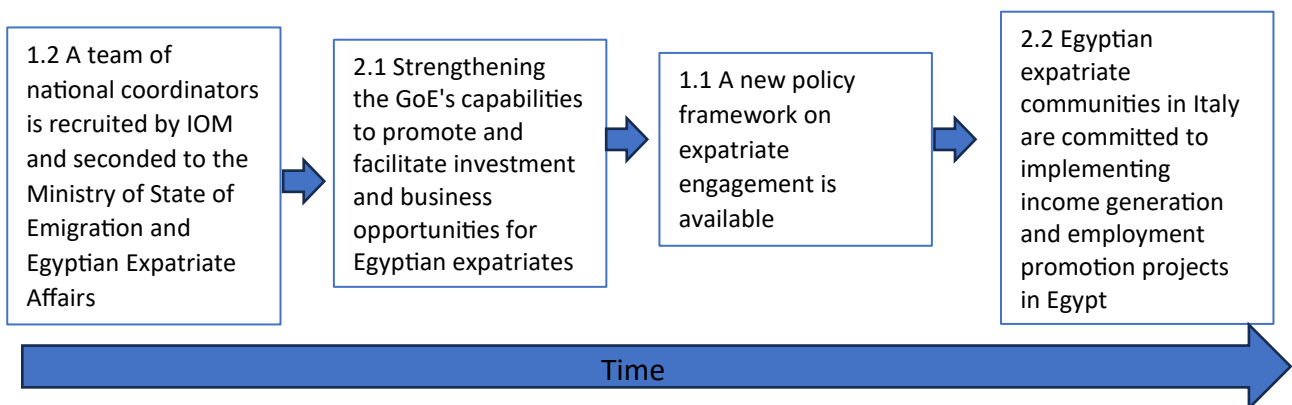 1.2 A team of
national coordinators
is recruited by IOM
and seconded to the
Ministry of State of
Emigration and
Egyptian Expatriate
Affairs
2.1 Strengthening
the GoE's capabilities
to promote and
facilitate investment
and business
opportunities for
Egyptian expatriates
1.1 A new policy
framework on
expatriate
engagement is
available
2.2 Egyptian
expatriate
communities in Italy
are committed to
implementing
income generation
and employment
promotion projects
in Egypt
Time